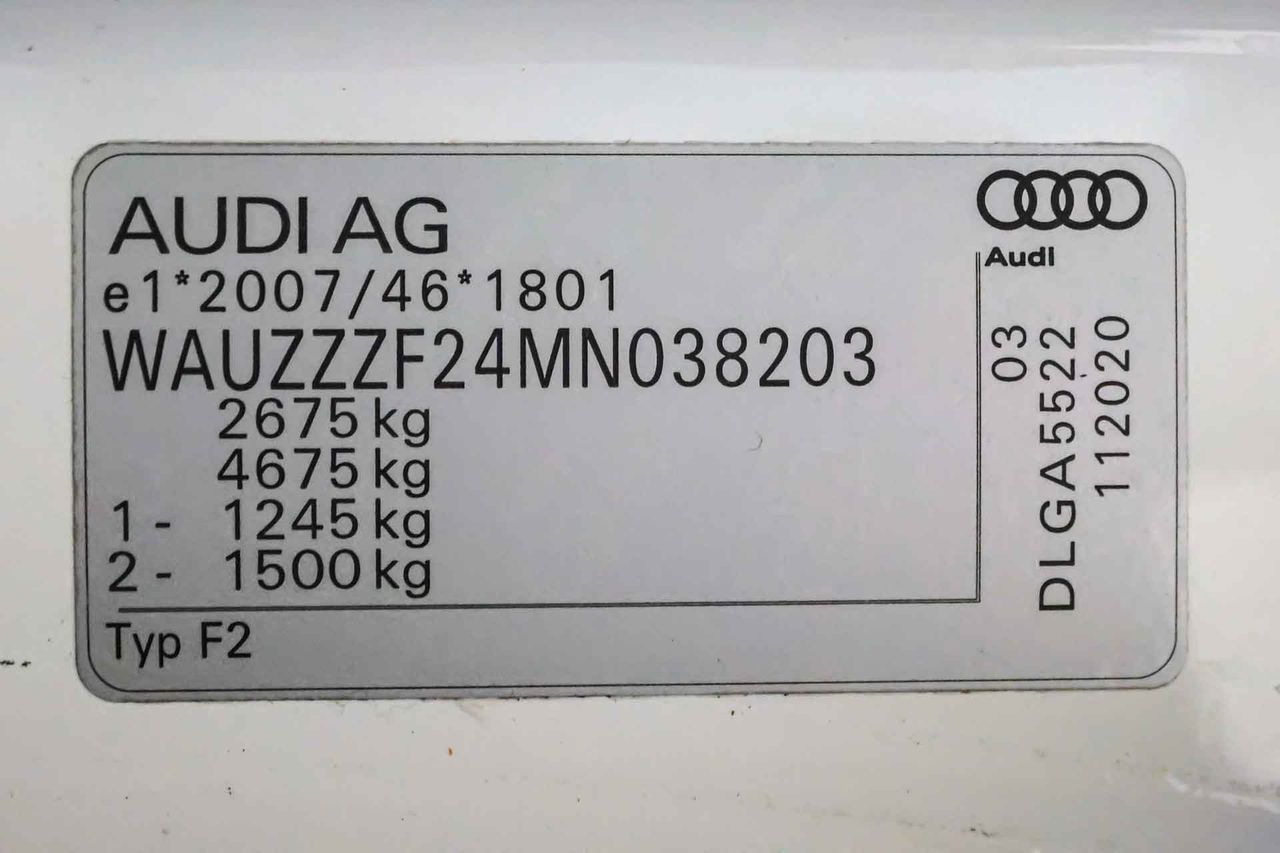 AUDI AG
e1*2007/46*1801
WAUZZZF24MN038203
2675 kg
4675 kg
1 - 1245 kg
2 - 1500 kg
Typ F2
Audi
03
DLGA5522
112020